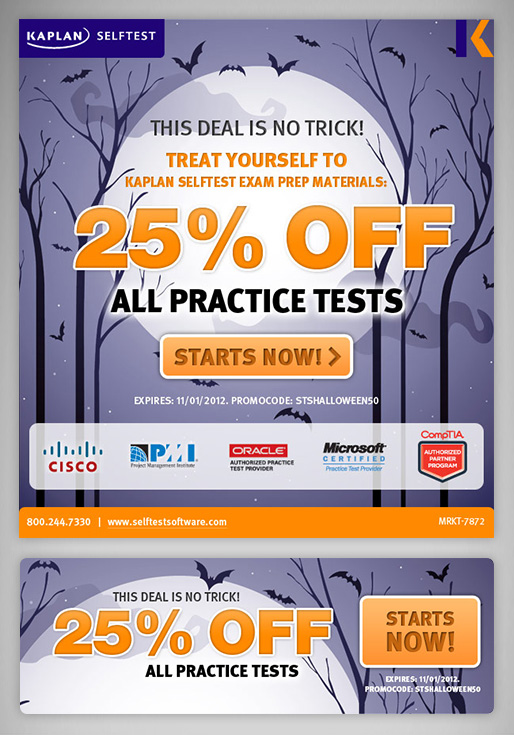 KAPLAN SELFTEST
THIS DEAL IS NO TRICK!
TREAT YOURSELF TO
KAPLAN SELFTEST EXAM PREP MATERIALS:
25% OFF
ALL PRACTICE TESTS
STARTS NOW!
EXPIRES: 11/01/2012. PROMOCODE: STSHALLOWEEN50
CISCO
PMI
Project Management Institute
ORACLE
AUTHORIZED PRACTICE
TEST PROVIDER
Microsoft
CERTIFIED
Practice Test Provider
CompTIA
AUTHORIZED
PARTNER
PROGRAM
800.244.7330 | www.selftestsoftware.com
MRKT-7872
THIS DEAL IS NO TRICK!
25% OFF
ALL PRACTICE TESTS
STARTS
NOW!
EXPIRES: 11/01/2012.
PROMOCODE: STSHALLOWEEN50